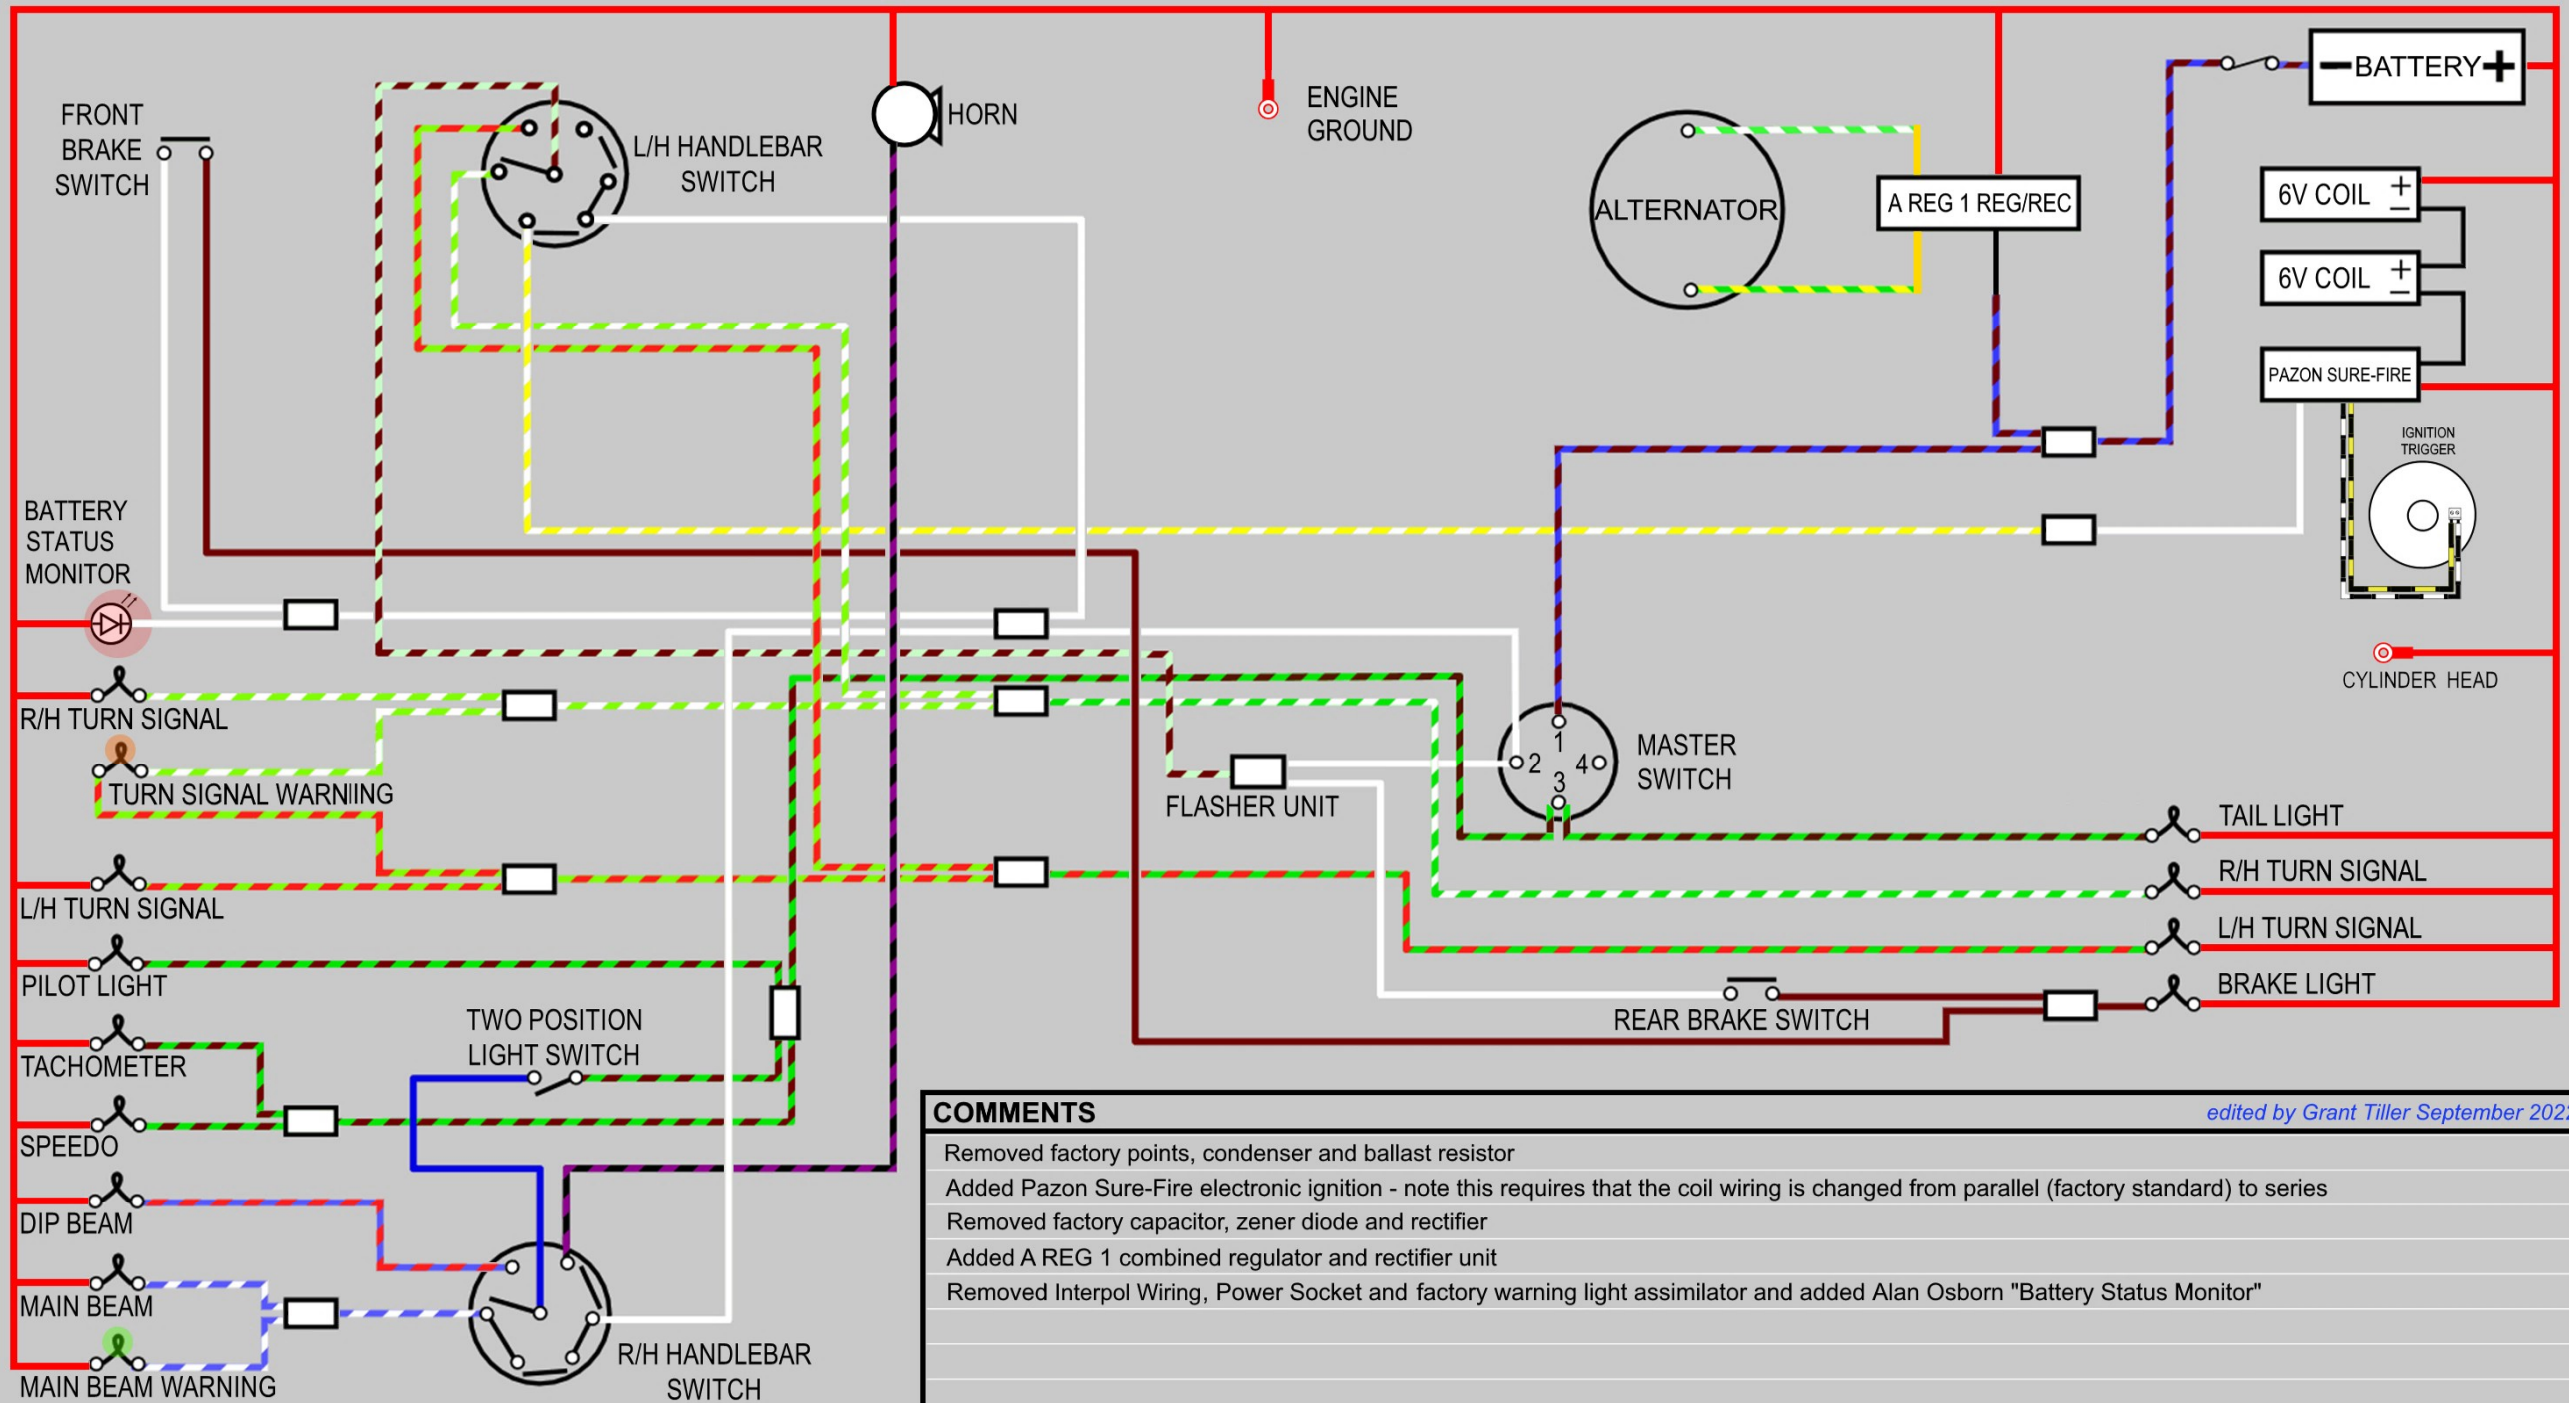 FRONT
BRAKE
SWITCH
L/H HANDLEBAR
SWITCH
HORN
ENGINE
GROUND
ALTERNATOR
A REG 1 REG/REC
BATTERY
6V COIL + −
6V COIL + −
PAZON SURE-FIRE
IGNITION
TRIGGER
CYLINDER HEAD
BATTERY
STATUS
MONITOR
R/H TURN SIGNAL
TURN SIGNAL WARNIING
L/H TURN SIGNAL
PILOT LIGHT
TACHOMETER
SPEEDO
DIP BEAM
MAIN BEAM
MAIN BEAM WARNING
TWO POSITION
LIGHT SWITCH
R/H HANDLEBAR
SWITCH
FLASHER UNIT
1
2 4
3
MASTER
SWITCH
TAIL LIGHT
R/H TURN SIGNAL
L/H TURN SIGNAL
BRAKE LIGHT
REAR BRAKE SWITCH
COMMENTS
edited by Grant Tiller September 2022
Removed factory points, condenser and ballast resistor
Added Pazon Sure-Fire electronic ignition - note this requires that the coil wiring is changed from parallel (factory standard) to series
Removed factory capacitor, zener diode and rectifier
Added A REG 1 combined regulator and rectifier unit
Removed Interpol Wiring, Power Socket and factory warning light assimilator and added Alan Osborn "Battery Status Monitor"